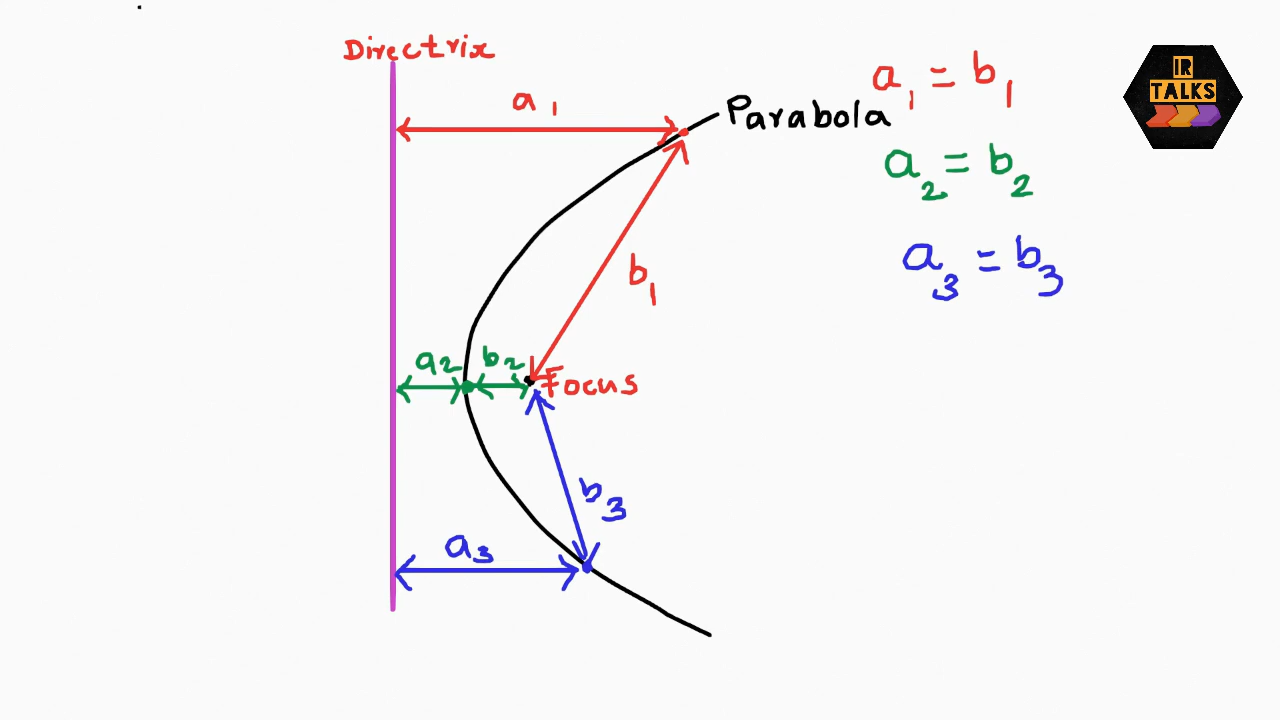 Directrix
a1
Parabola
a1 = b1
IR
TALKS
a2 = b2
a3 = b3
b1
a2 b2
Focus
b3
a3